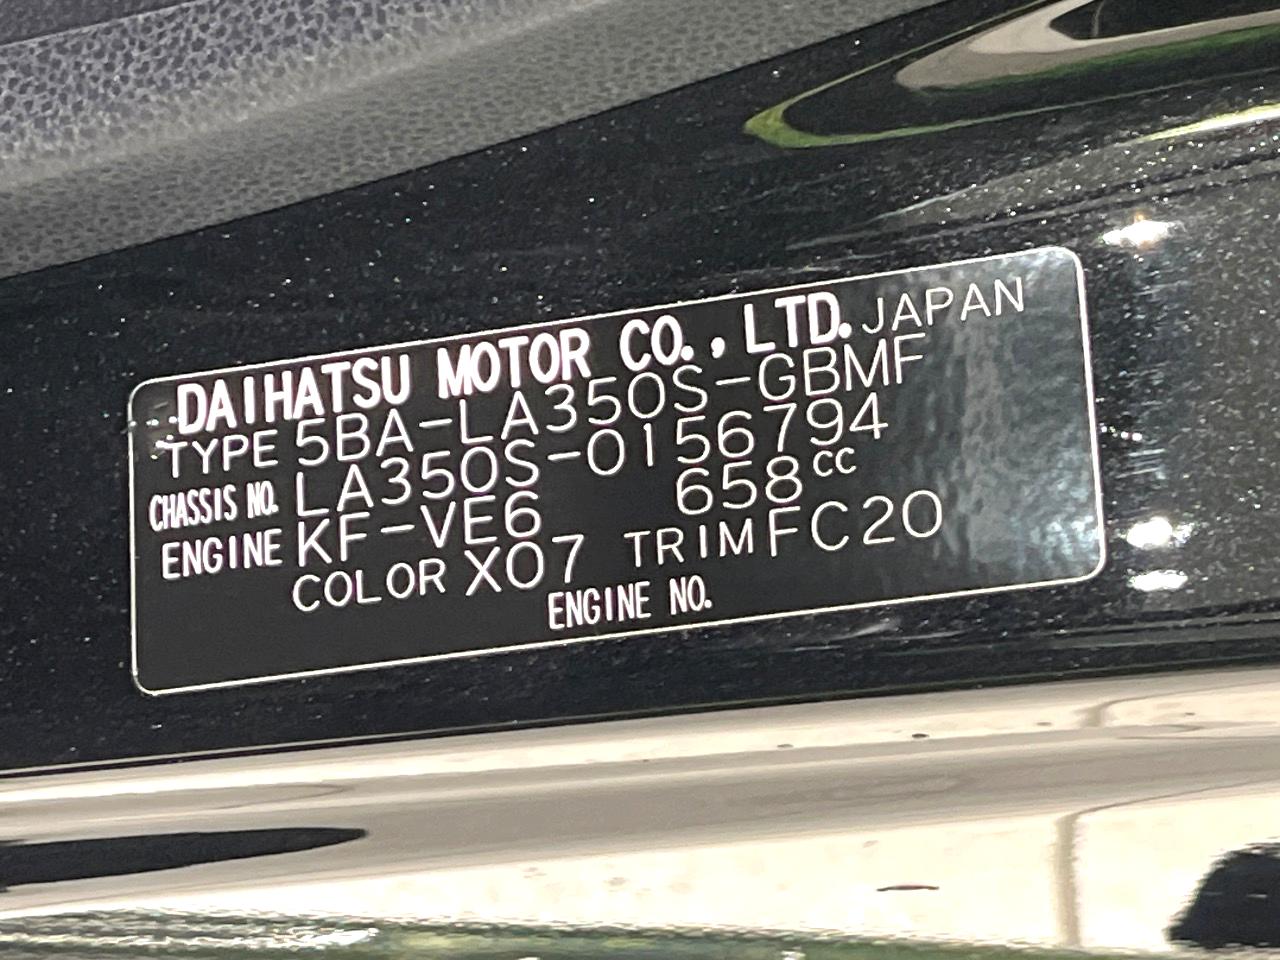 DAIHATSU MOTOR CO., LTD. JAPAN
TYPE 5BA-LA350S-GBMF
CHASSIS NO. LA350S-0156794
ENGINE KF-VE6 658cc
COLOR X07 TRIM FC20
ENGINE NO.